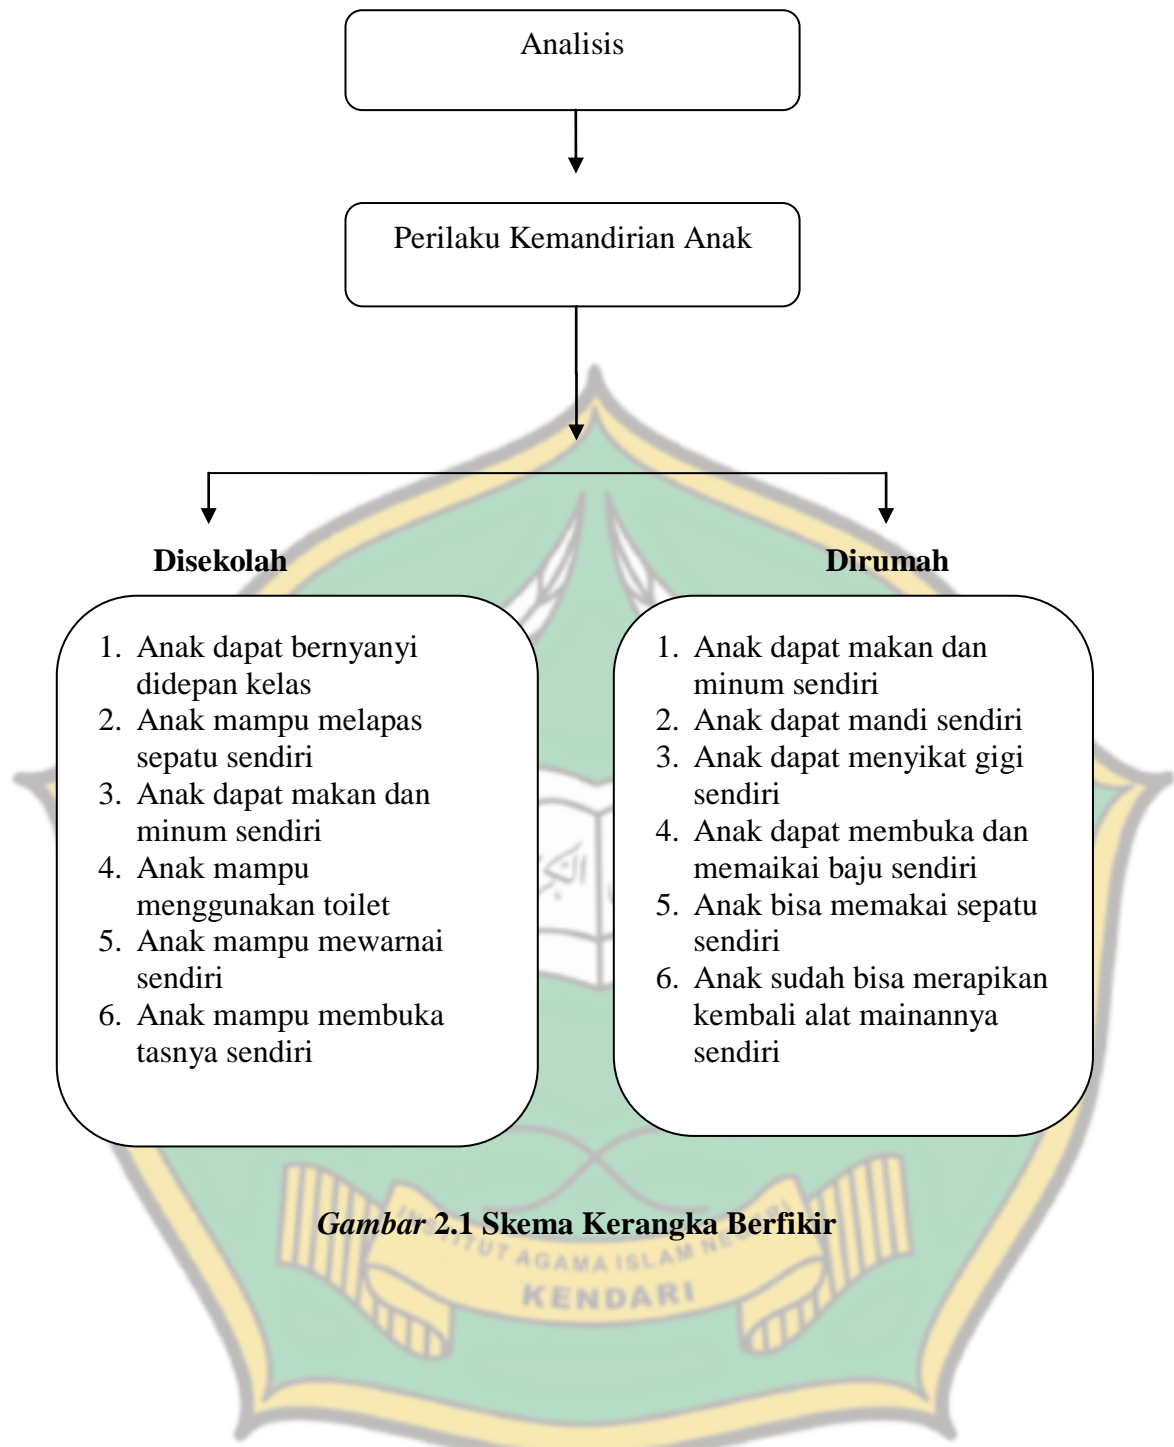 Analisis
Perilaku Kemandirian Anak
Disekolah
1. Anak dapat bernyanyi
didepan kelas
2. Anak mampu melapas
sepatu sendiri
3. Anak dapat makan dan
minum sendiri
4. Anak mampu
menggunakan toilet
5. Anak mampu mewarnai
sendiri
6. Anak mampu membuka
tasnya sendiri
Dirumah
1. Anak dapat makan dan
minum sendiri
2. Anak dapat mandi sendiri
3. Anak dapat menyikat gigi
sendiri
4. Anak dapat membuka dan
memaikai baju sendiri
5. Anak bisa memakai sepatu
sendiri
6. Anak sudah bisa merapikan
kembali alat mainannya
sendiri
Gambar 2.1 Skema Kerangka Berfikir
INSTITUT AGAMA ISLAM NEGERI
KENDARI